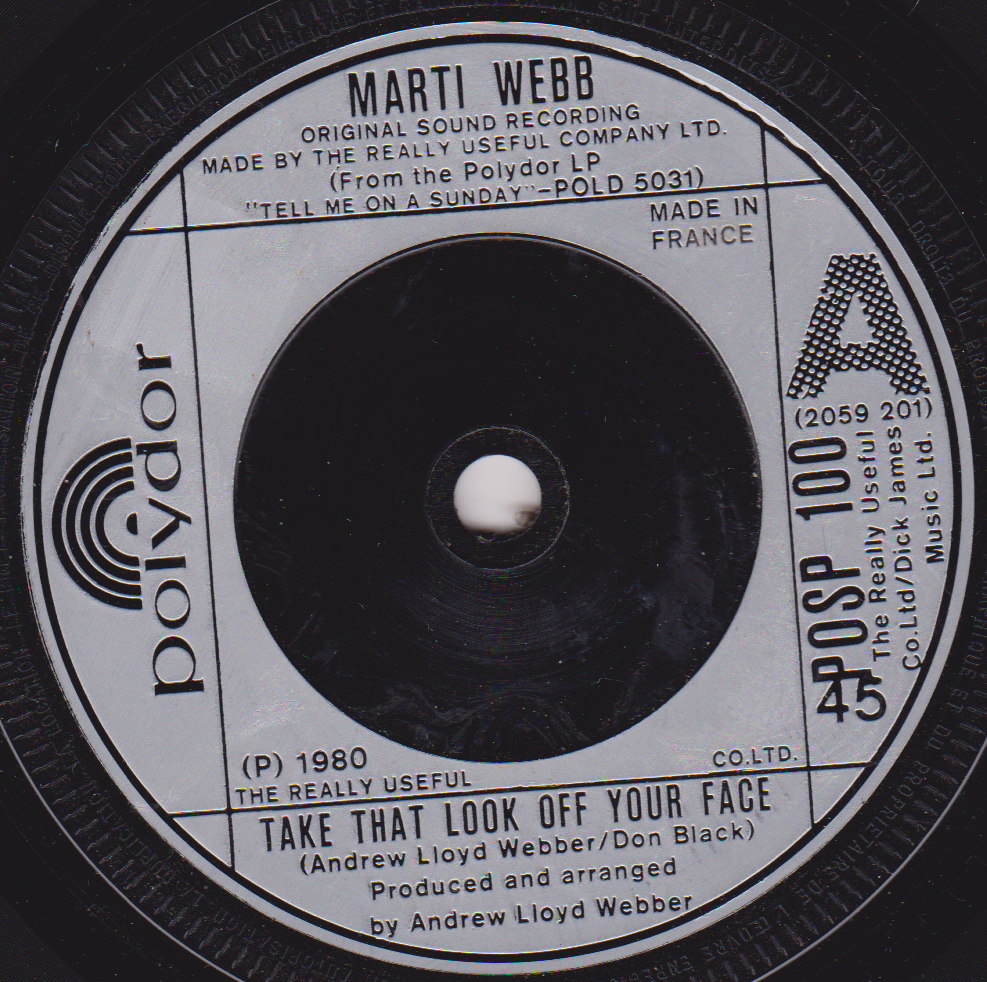 MARTI WEBB
ORIGINAL SOUND RECORDING
MADE BY THE REALLY USEFUL COMPANY LTD.
(From the Polydor LP
"TELL ME ON A SUNDAY"-POLD 5031)
MADE IN
FRANCE
A
(2059 201)
POSP 100
The Really Useful
Co.Ltd/Dick James
Music Ltd.
45
polydor
(P) 1980
THE REALLY USEFUL CO.LTD.
TAKE THAT LOOK OFF YOUR FACE
(Andrew Lloyd Webber/Don Black)
Produced and arranged
by Andrew Lloyd Webber